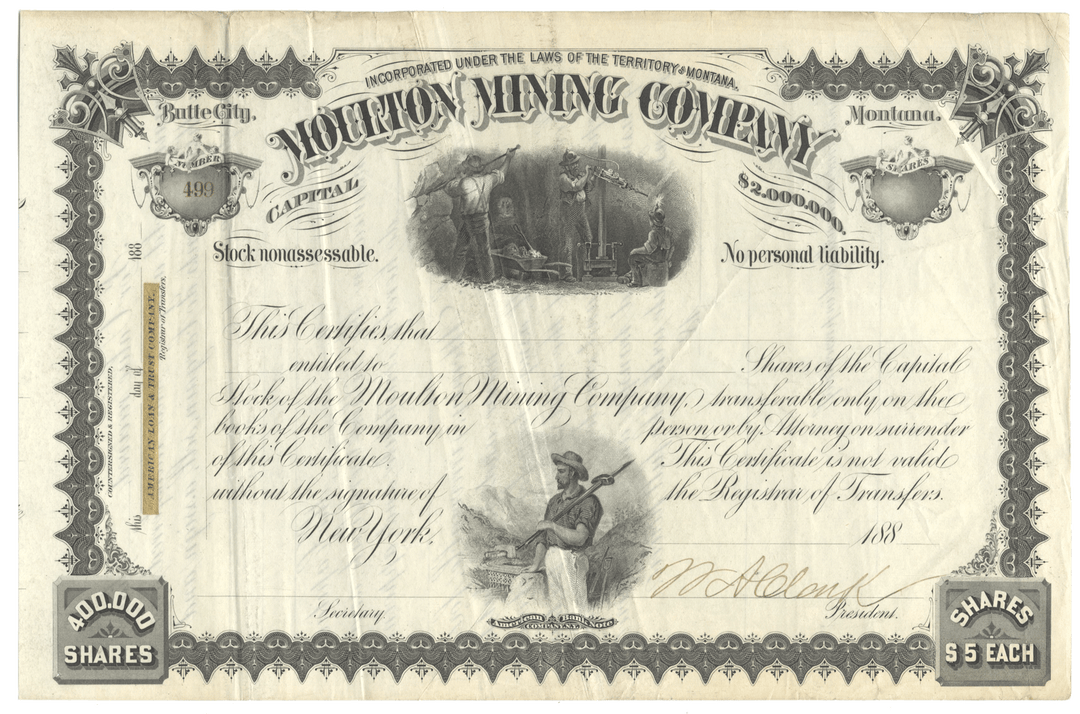 INCORPORATED UNDER THE LAWS OF THE TERRITORY OF MONTANA.
Butte City.
MOULTON MINING COMPANY
Montana.
NUMBER
499
SHARES
CAPITAL
$2.000.000.
Stock nonassessable.
No personal liability.
This Certifies that
entitled to Shares of the Capital
Stock of the Moulton Mining Company, transferable only on the
books of the Company in person or by Attorney on surrender
of this Certificate. This Certificate is not valid
without the signature of the Registrar of Transfers.
New York, 188
W A Clark
Secretary.
President.
American Bank Note
COMPANY, N.Y.
400.000
SHARES
SHARES
$5 EACH
COUNTERSIGNED & REGISTERED,
this day of 188
AMERICAN LOAN & TRUST COMPANY,
Registrar of Transfers.